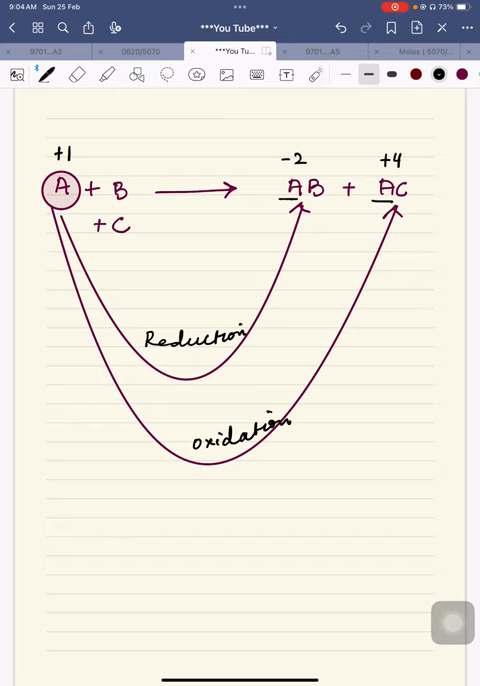 9:04 AM Sun 25 Feb 73%
***You Tube***
9701...A2 0620/5070 ***You Tu... 9701....AS Moles ( 5070/...
+1 -2 +4
A + B → AB + AC
+ C
Reduction
oxidation